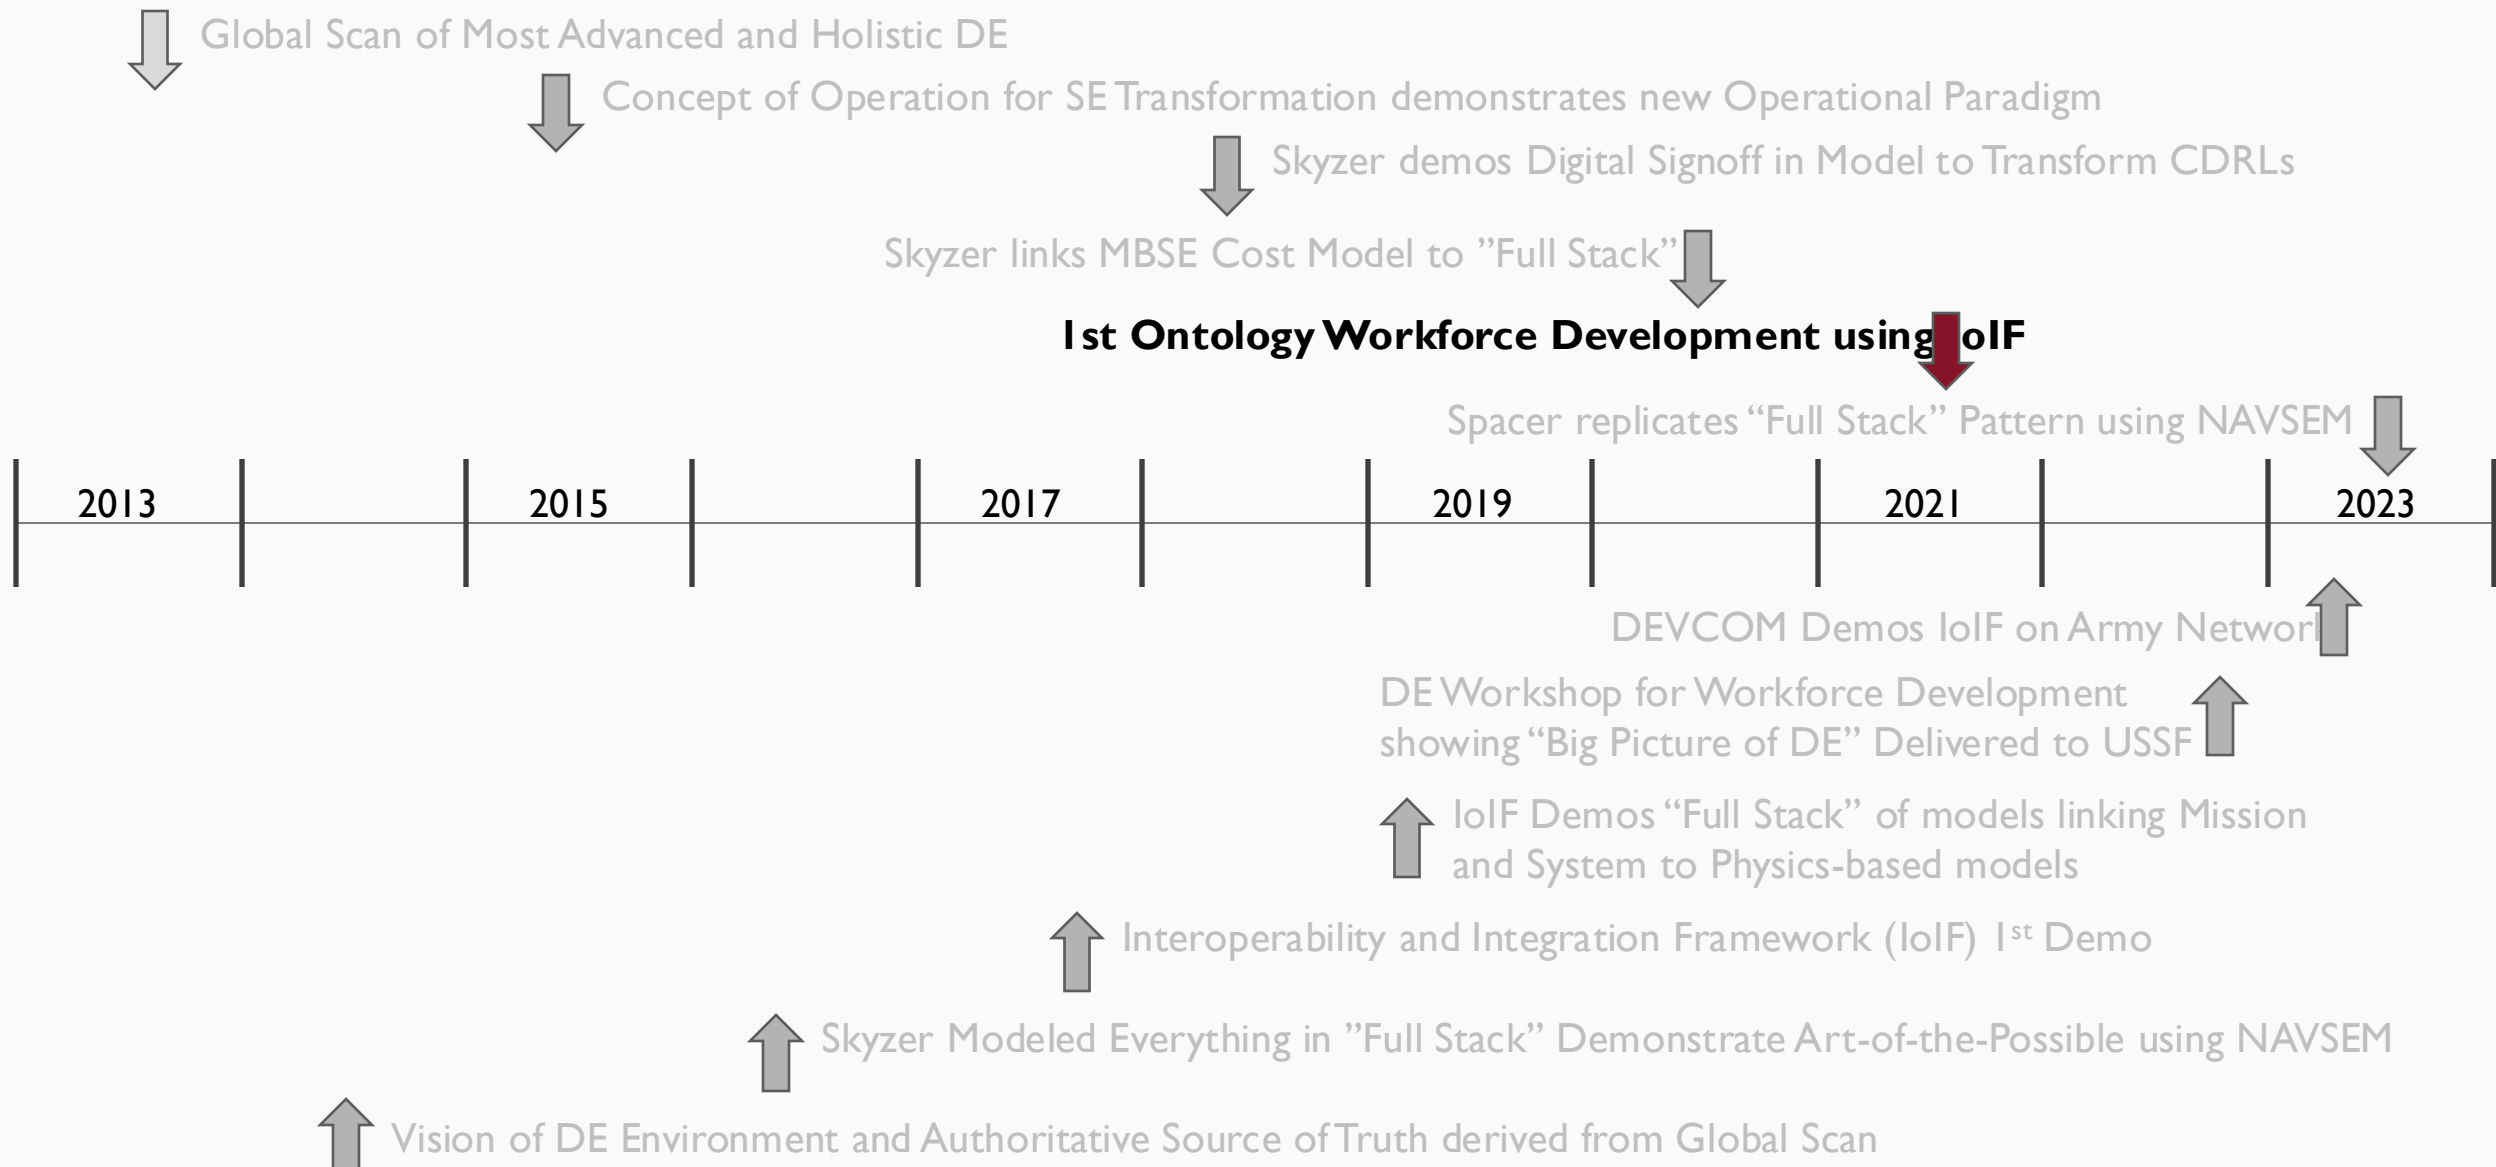 Global Scan of Most Advanced and Holistic DE
Concept of Operation for SE Transformation demonstrates new Operational Paradigm
Skyzer demos Digital Signoff in Model to Transform CDRLs
Skyzer links MBSE Cost Model to ”Full Stack”
1st Ontology Workforce Development using IoIF
Spacer replicates “Full Stack” Pattern using NAVSEM
2013
2015
2017
2019
2021
2023
DEVCOM Demos IoIF on Army Network
DE Workshop for Workforce Development
showing “Big Picture of DE” Delivered to USSF
IoIF Demos “Full Stack” of models linking Mission
and System to Physics-based models
Interoperability and Integration Framework (IoIF) 1st Demo
Skyzer Modeled Everything in ”Full Stack” Demonstrate Art-of-the-Possible using NAVSEM
Vision of DE Environment and Authoritative Source of Truth derived from Global Scan